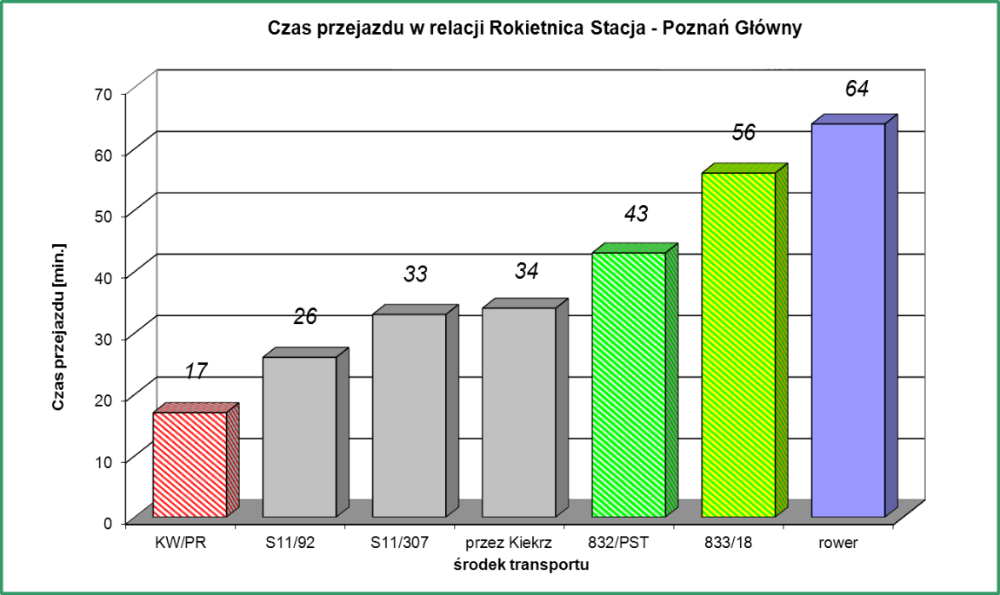 Czas przejazdu w relacji Rokietnica Stacja - Poznań Główny
Czas przejazdu [min.]
70
60
50
40
30
20
10
0
17
26
33
34
43
56
64
KW/PR
S11/92
S11/307
przez Kiekrz
832/PST
833/18
rower
środek transportu